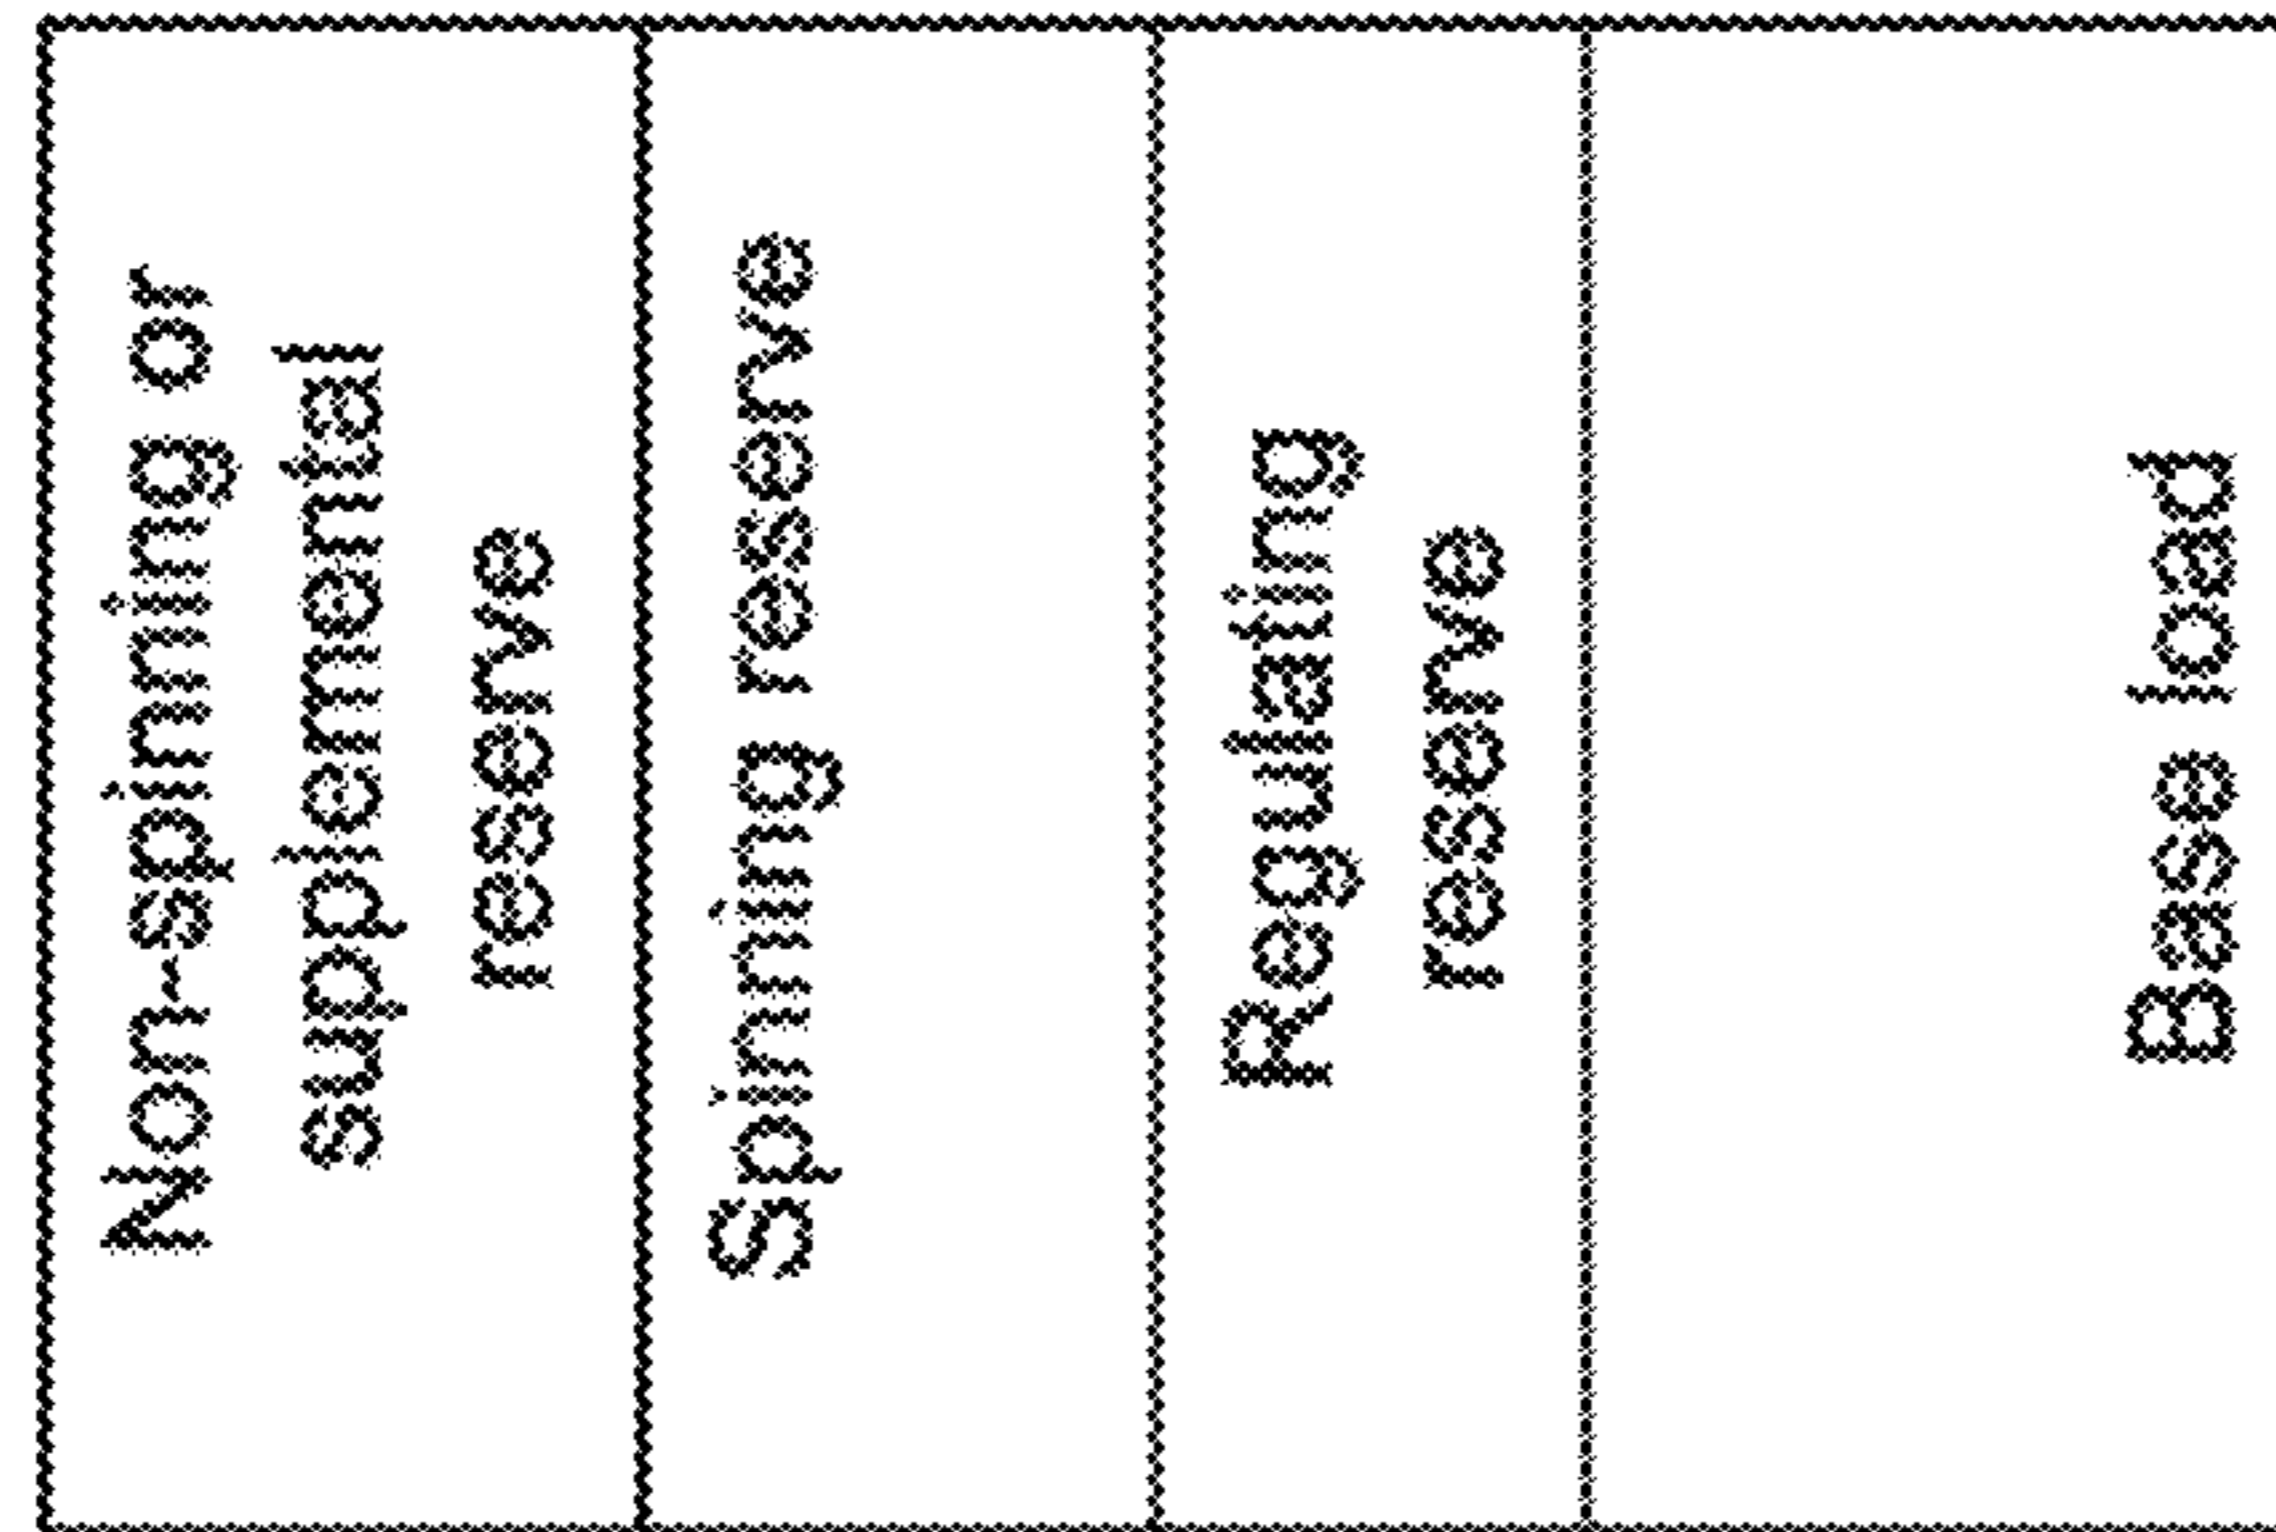 Non-spinning or
supplemental
reserve
Spinning reserve
Regulating
reserve
Base load